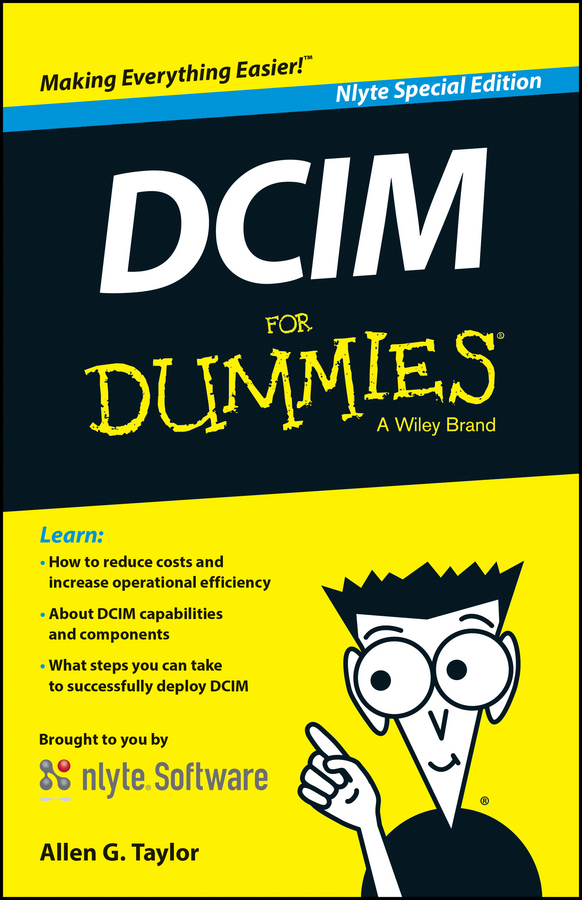 Making Everything Easier!™
Nlyte Special Edition
DCIM
FOR
DUMMIES®
A Wiley Brand
Learn:
• How to reduce costs and
increase operational efficiency
• About DCIM capabilities
and components
• What steps you can take
to successfully deploy DCIM
Brought to you by
nlyte® Software
®
Allen G. Taylor